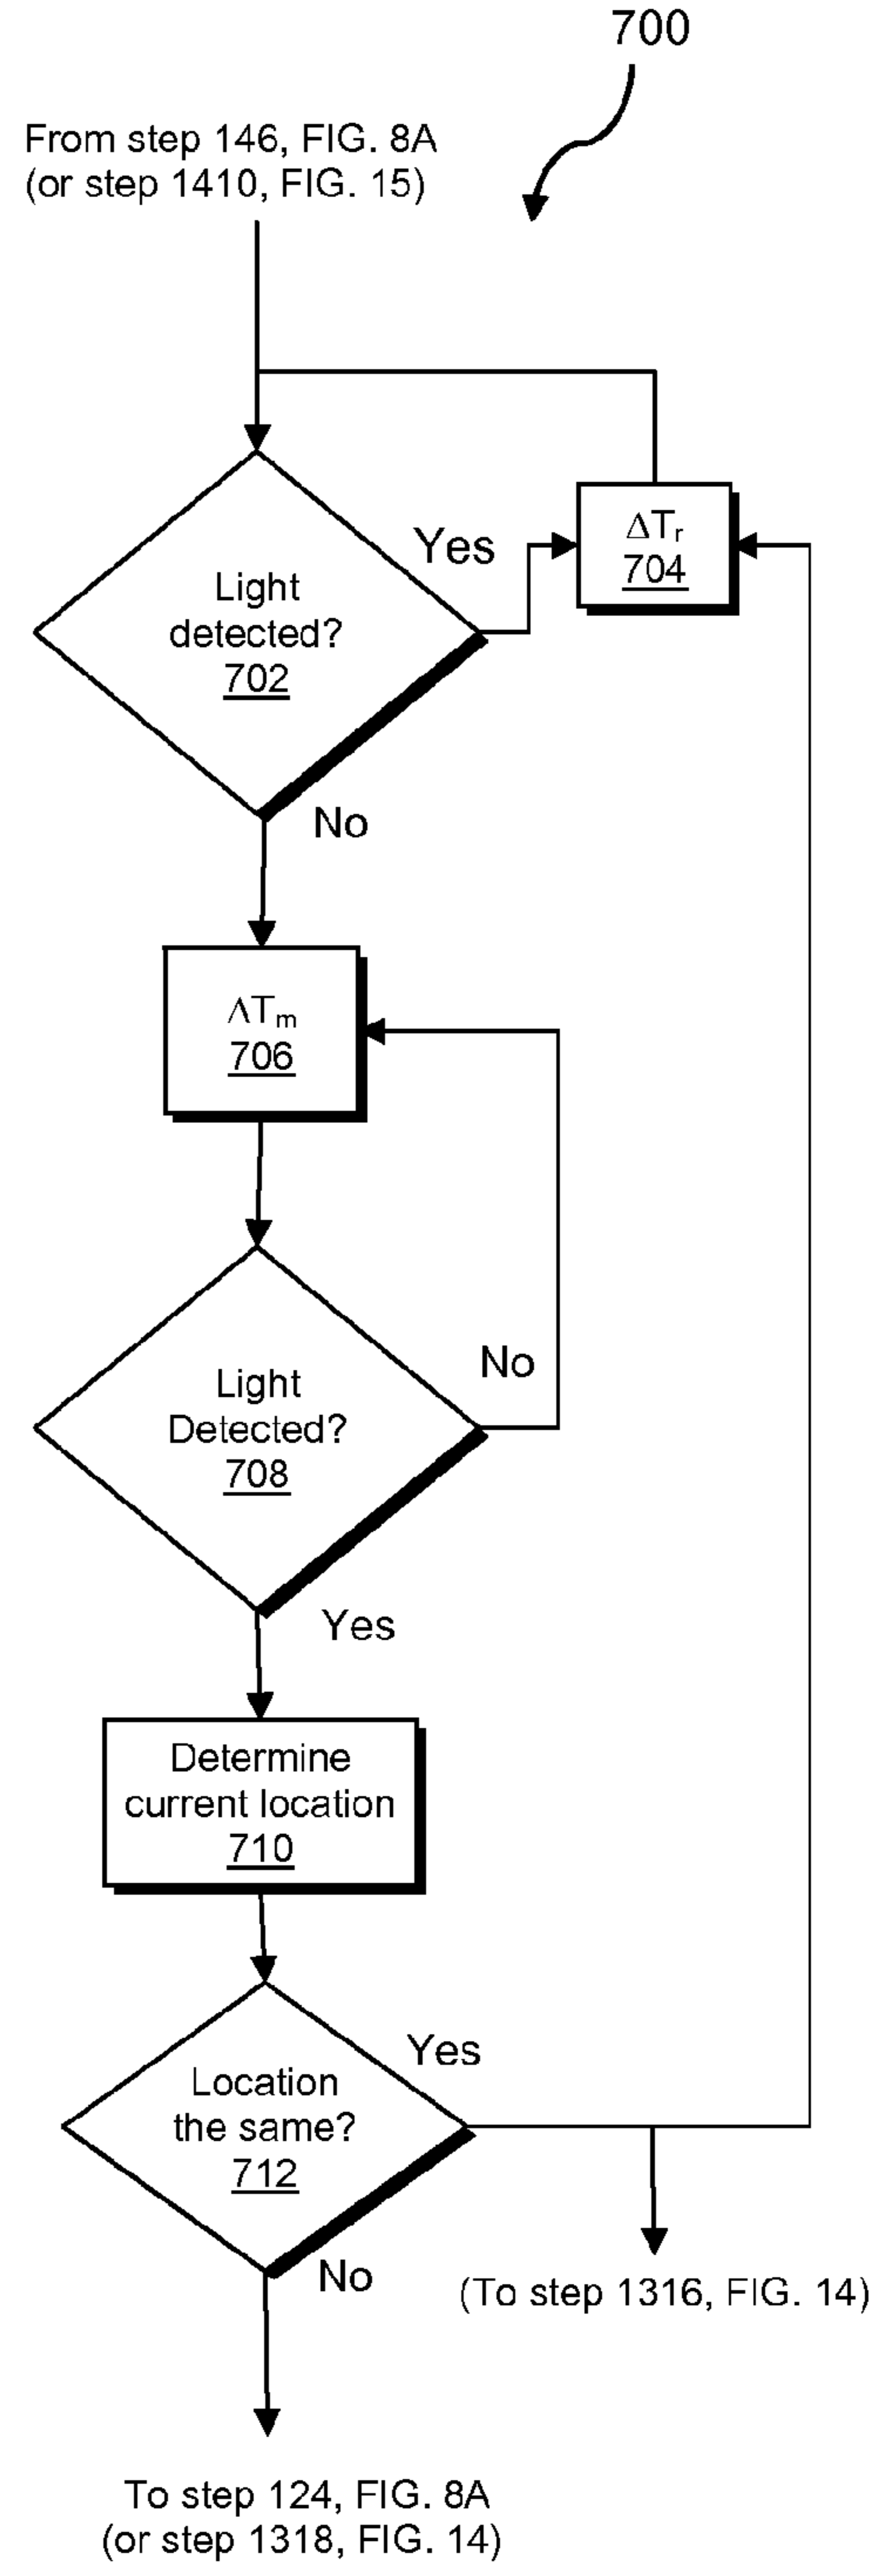 700
From step 146, FIG. 8A
(or step 1410, FIG. 15)
Yes
ΔTr
704
Light
detected?
702
No
ΛTm
706
No
Light
Detected?
708
Yes
Determine
current location
710
Yes
Location
the same?
712
No
(To step 1316, FIG. 14)
To step 124, FIG. 8A
(or step 1318, FIG. 14)